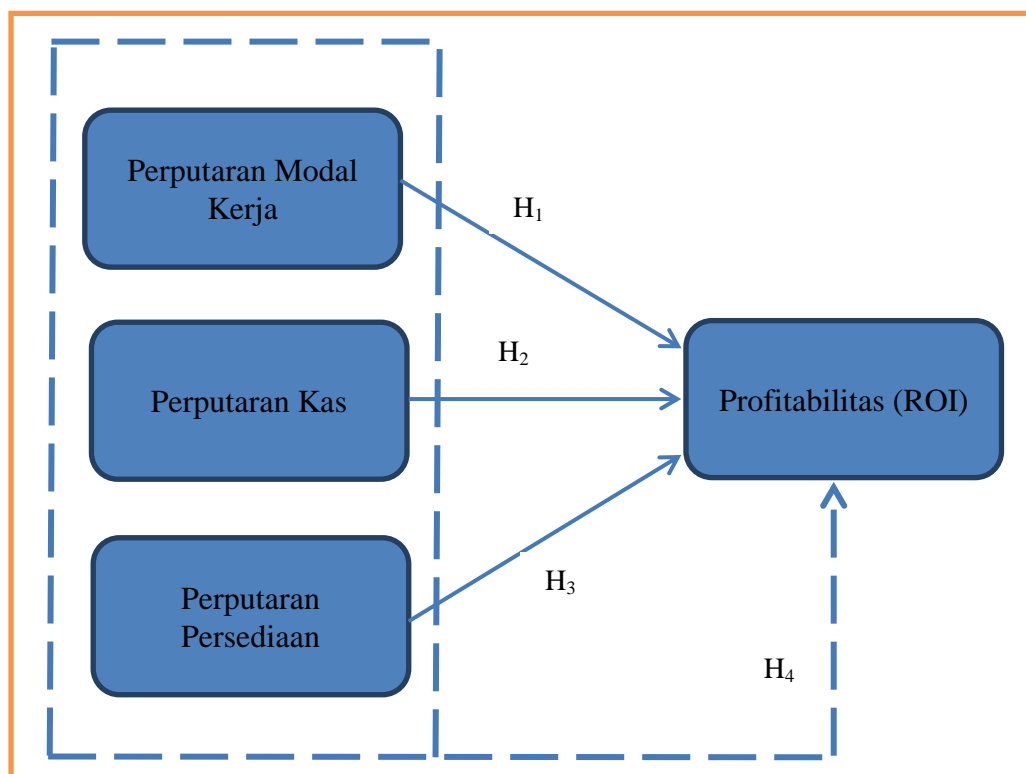 Perputaran Modal
Kerja
H₁
Perputaran Kas
H₂
Profitabilitas (ROI)
Perputaran
Persediaan
H₃
H₄